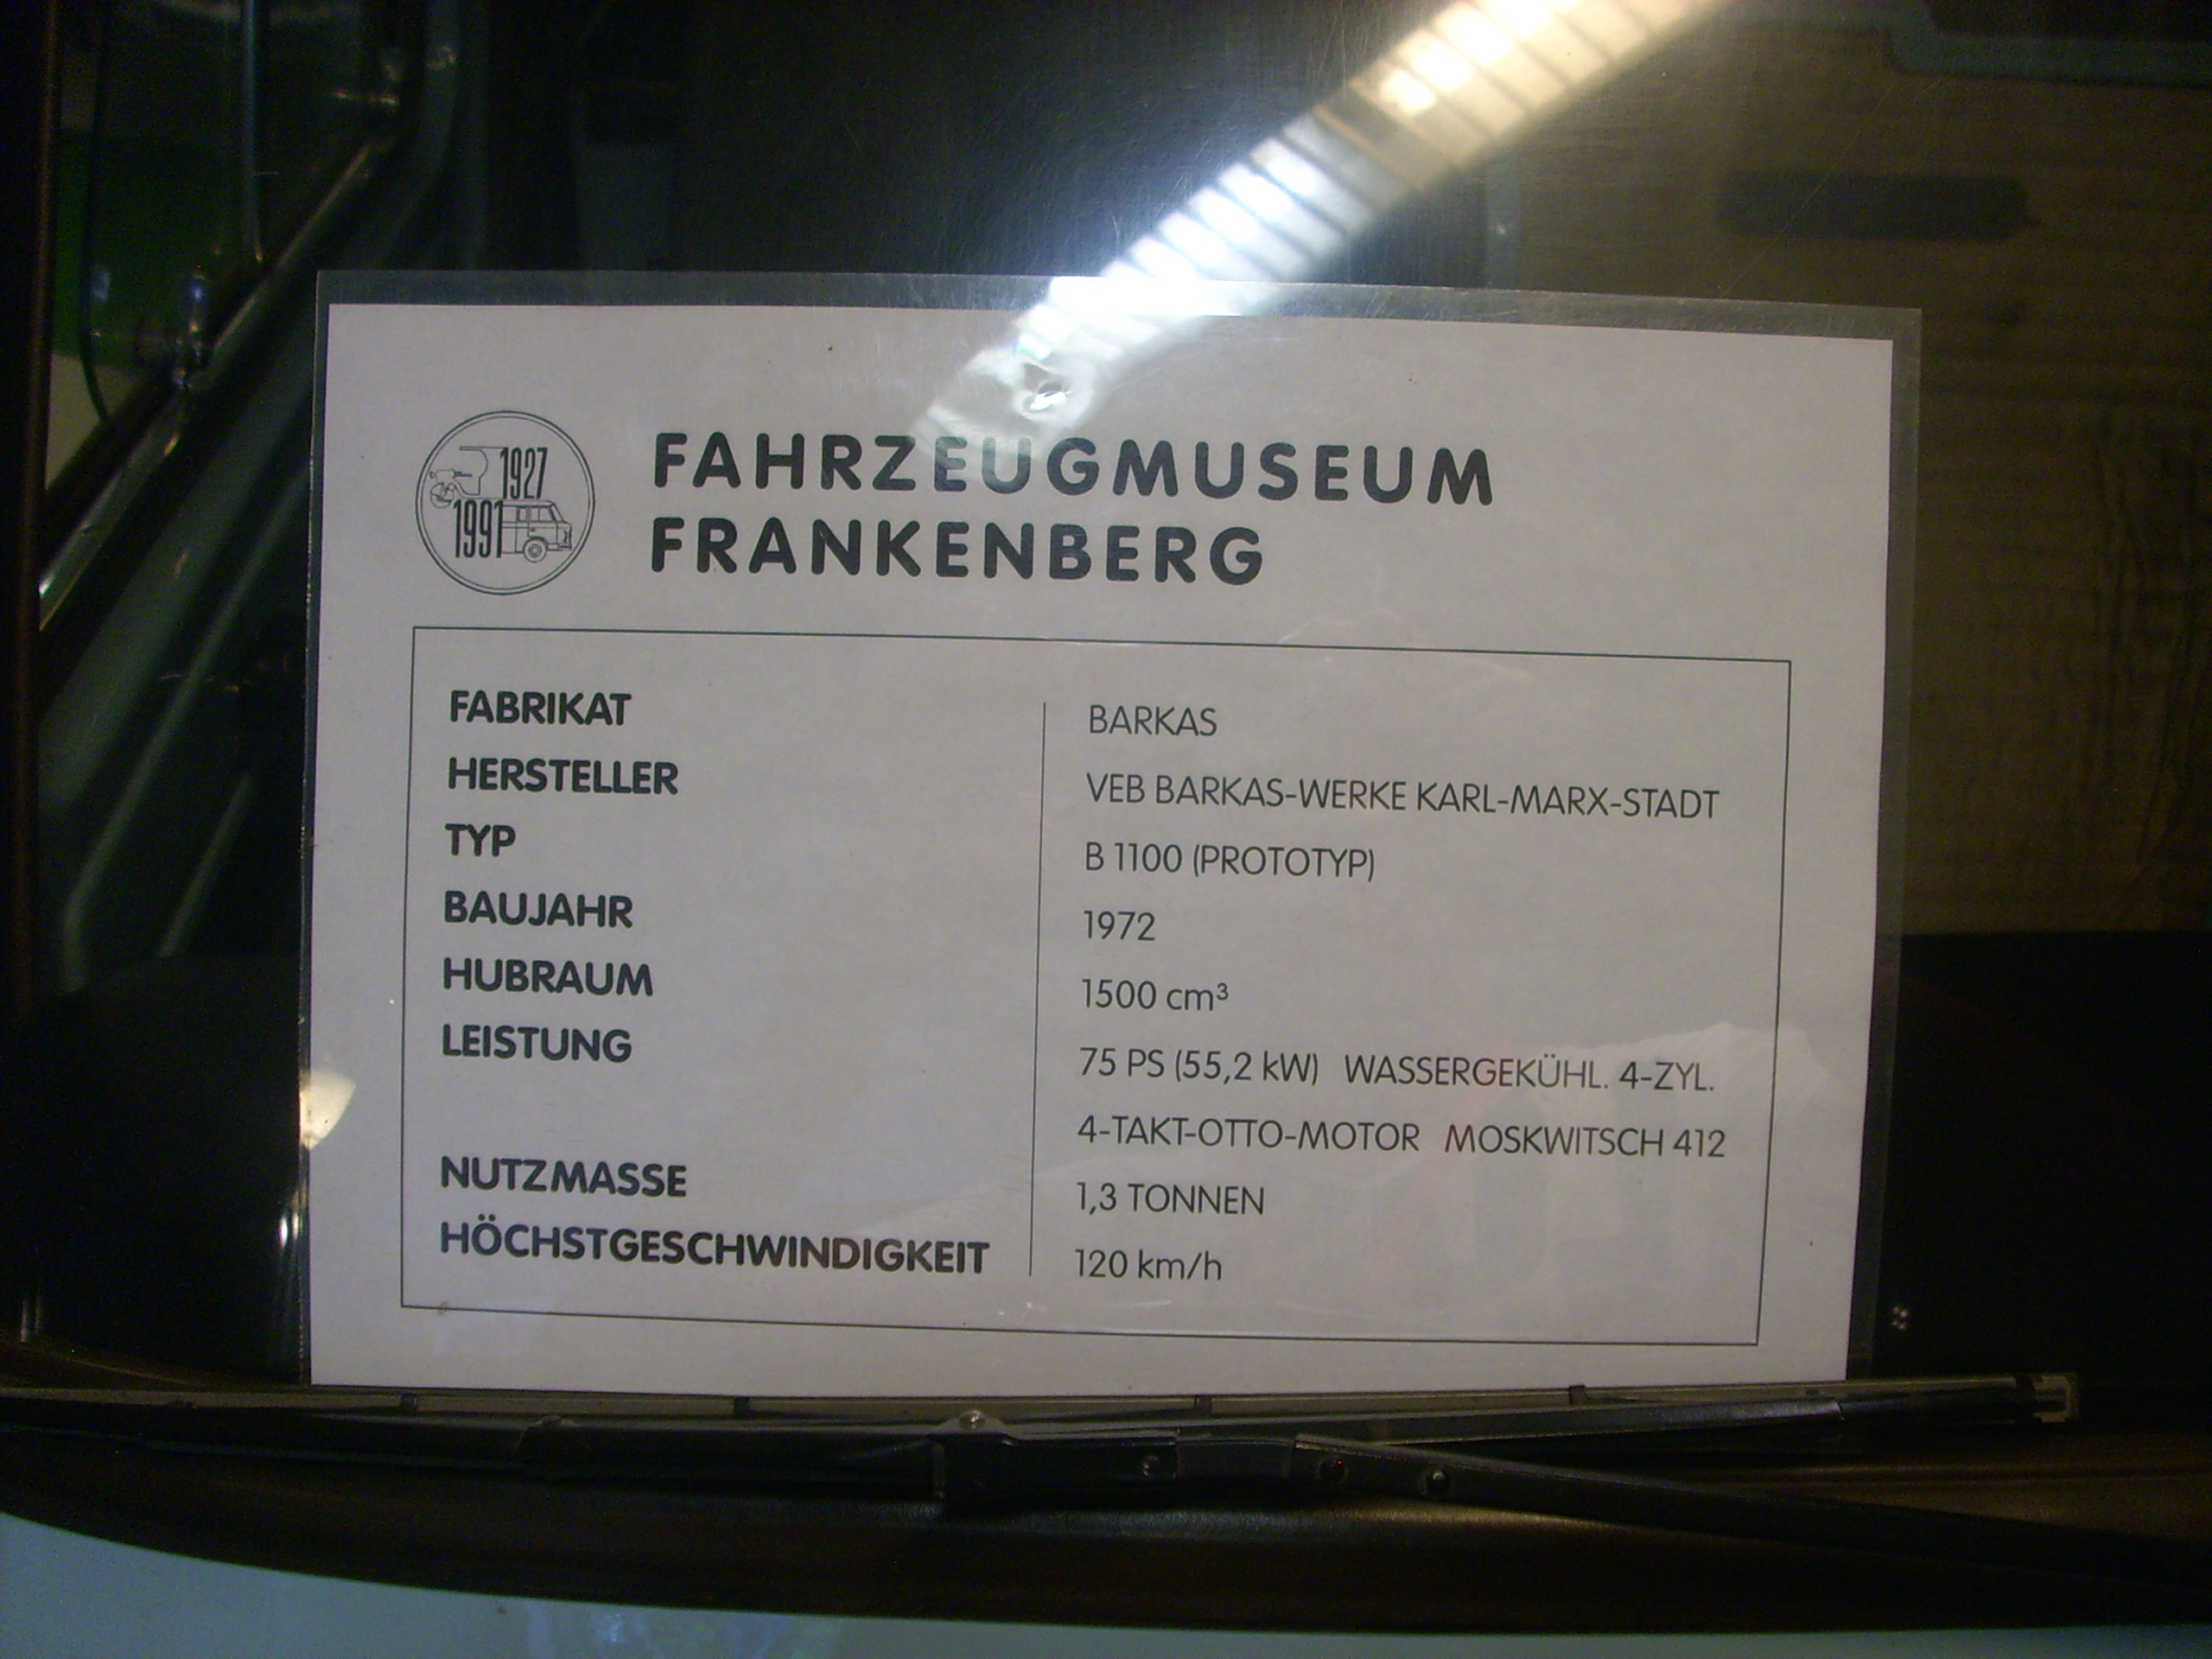 1927
1991
FAHRZEUGMUSEUM
FRANKENBERG
FABRIKAT BARKAS
HERSTELLER VEB BARKAS-WERKE KARL-MARX-STADT
TYP B 1100 (PROTOTYP)
BAUJAHR 1972
HUBRAUM 1500 cm³
LEISTUNG 75 PS (55,2 kW) WASSERGEKÜHL. 4-ZYL.
4-TAKT-OTTO-MOTOR MOSKWITSCH 412
NUTZMASSE 1,3 TONNEN
HÖCHSTGESCHWINDIGKEIT 120 km/h